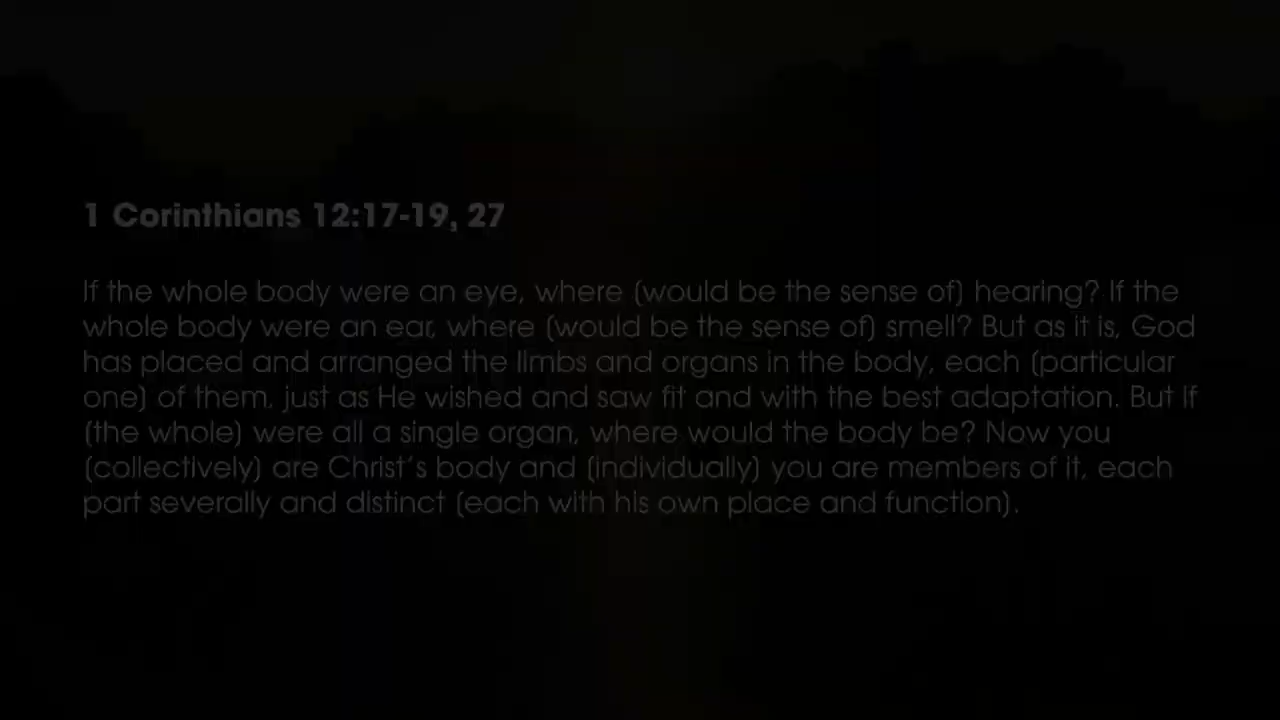 1 Corinthians 12:17-19, 27
If the whole body were an eye, where (would be the sense of) hearing? If the
whole body were an ear, where (would be the sense of) smell? But as it is, God
has placed and arranged the limbs and organs in the body, each (particular
one) of them, just as He wished and saw fit and with the best adaptation. But if
(the whole) were all a single organ, where would the body be? Now you
(collectively) are Christ's body and (individually) you are members of it, each
part severally and distinct (each with his own place and function).